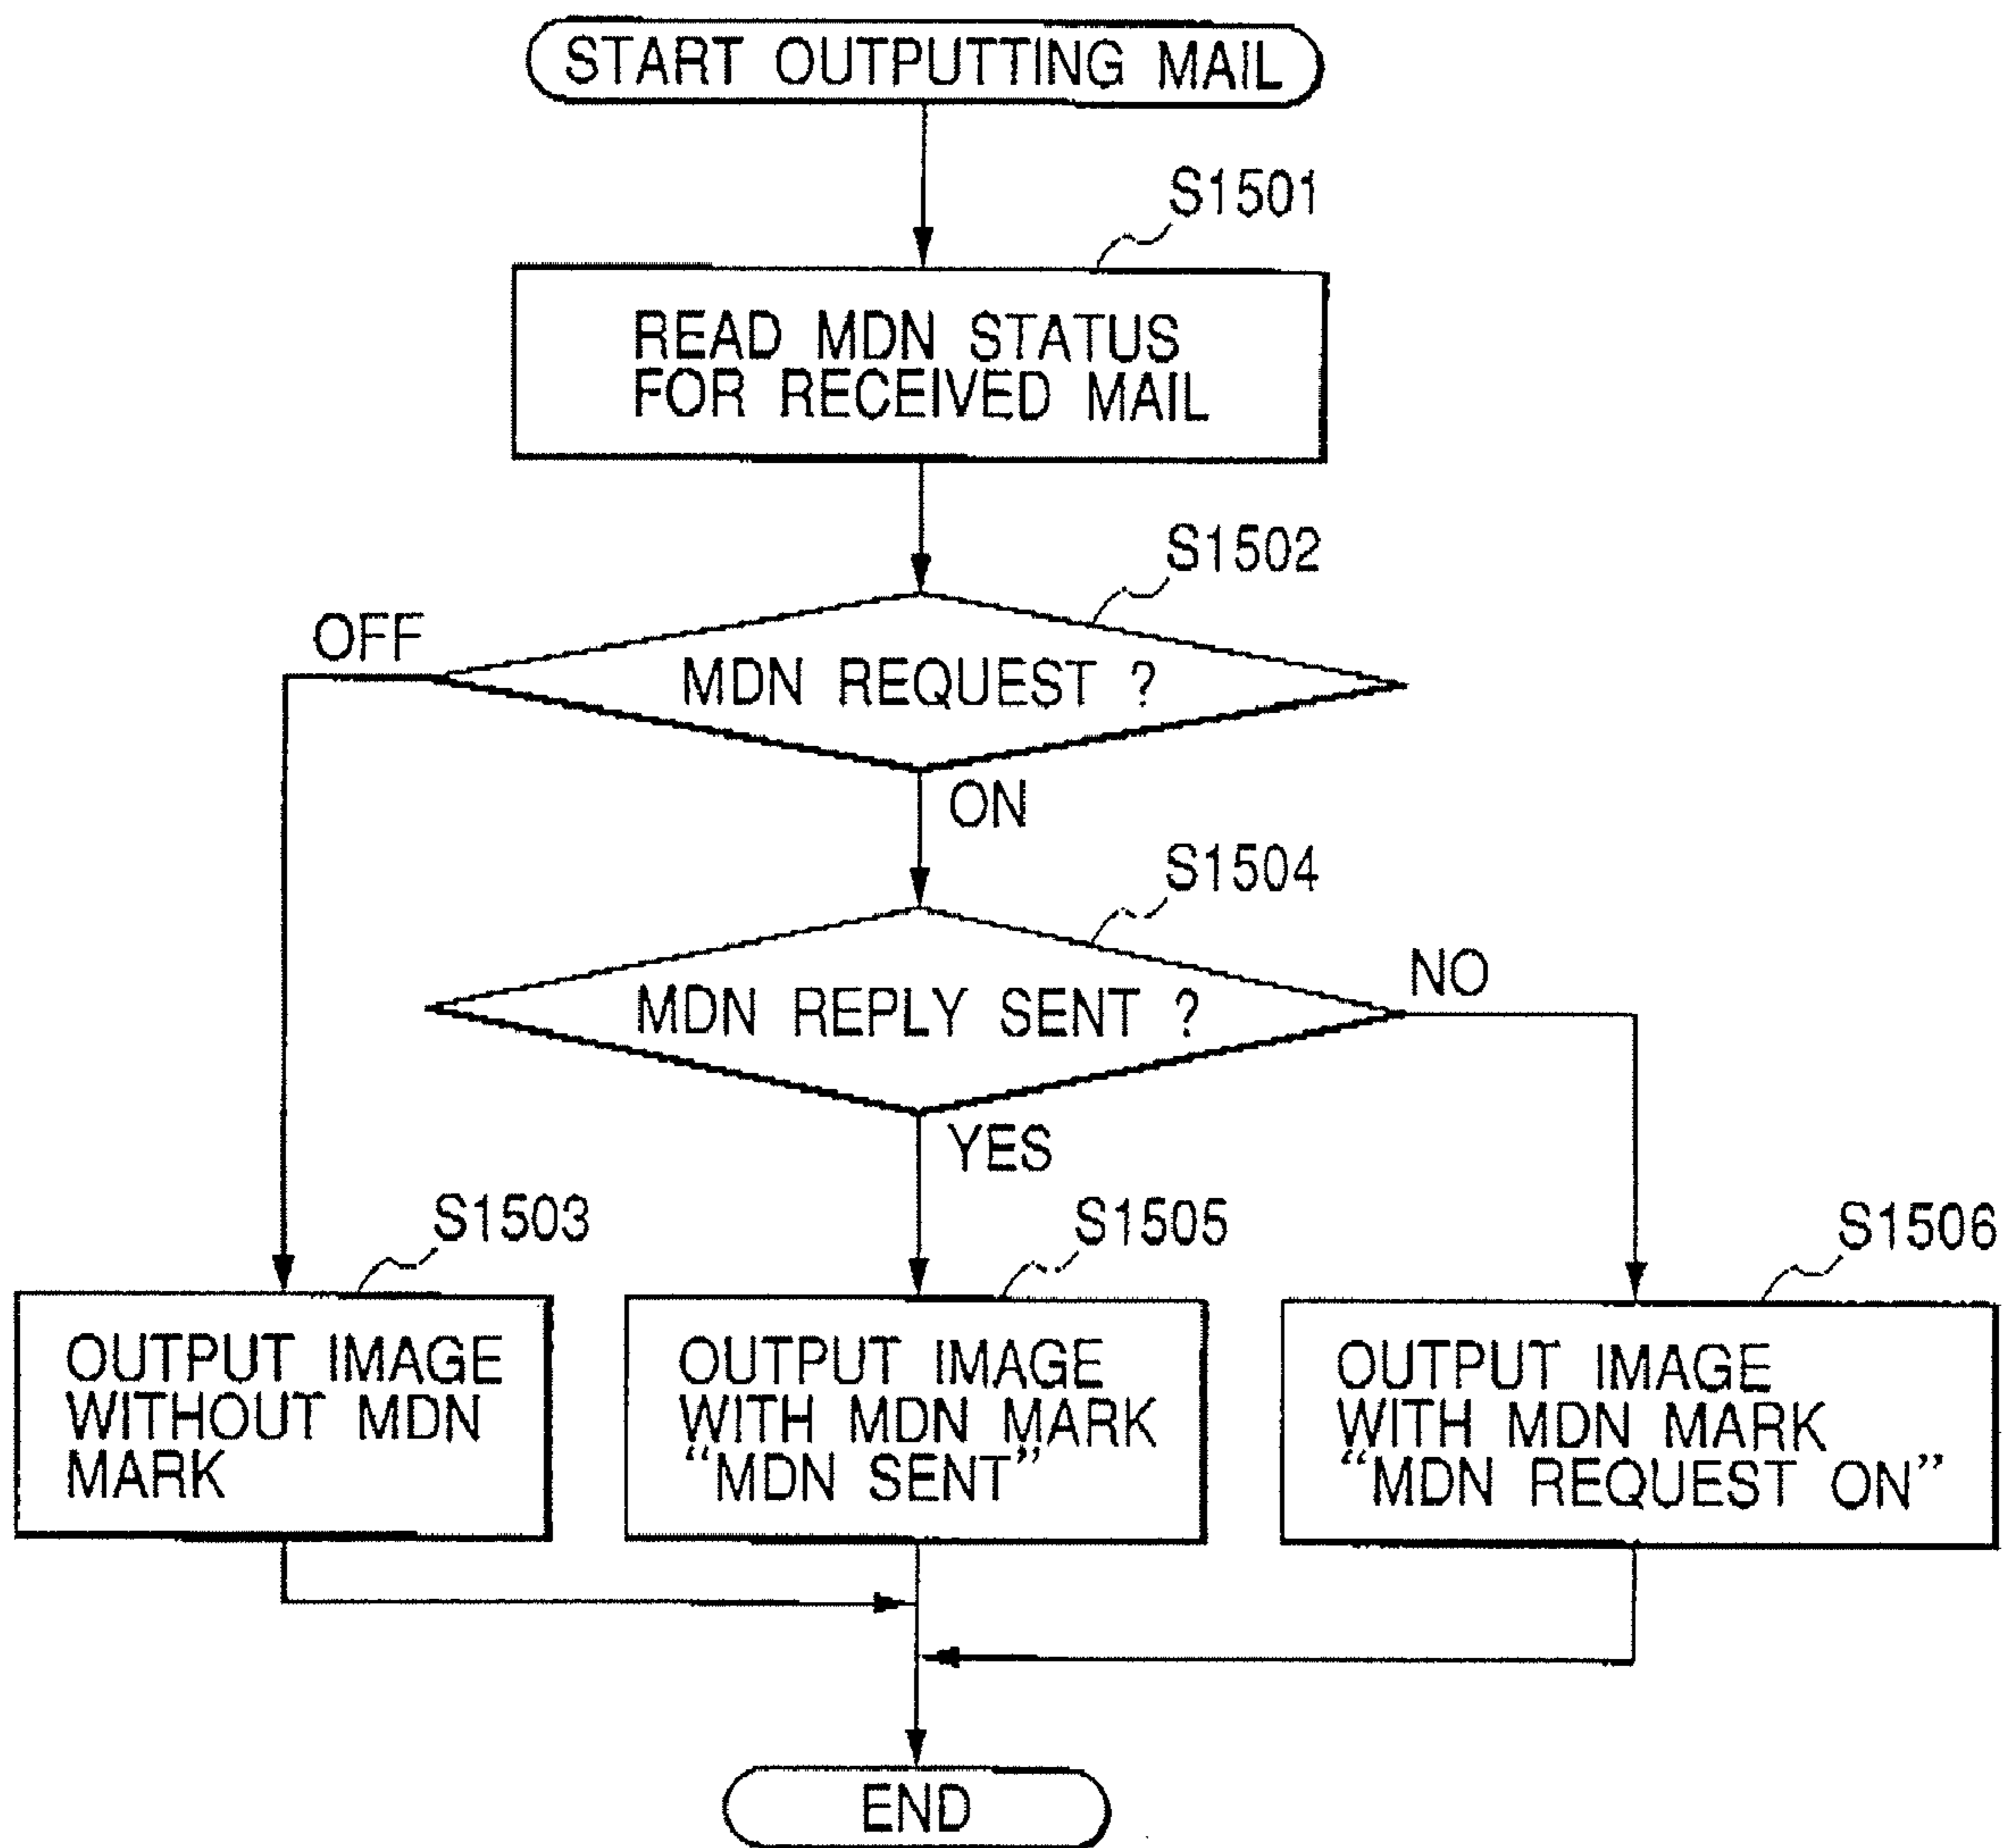 START OUTPUTTING MAIL
S1501
READ MDN STATUS
FOR RECEIVED MAIL
S1502
OFF
MDN REQUEST ?
ON
S1504
NO
MDN REPLY SENT ?
YES
S1503
OUTPUT IMAGE
WITHOUT MDN
MARK
S1505
OUTPUT IMAGE
WITH MDN MARK
“MDN SENT”
S1506
OUTPUT IMAGE
WITH MDN MARK
“MDN REQUEST ON”
END